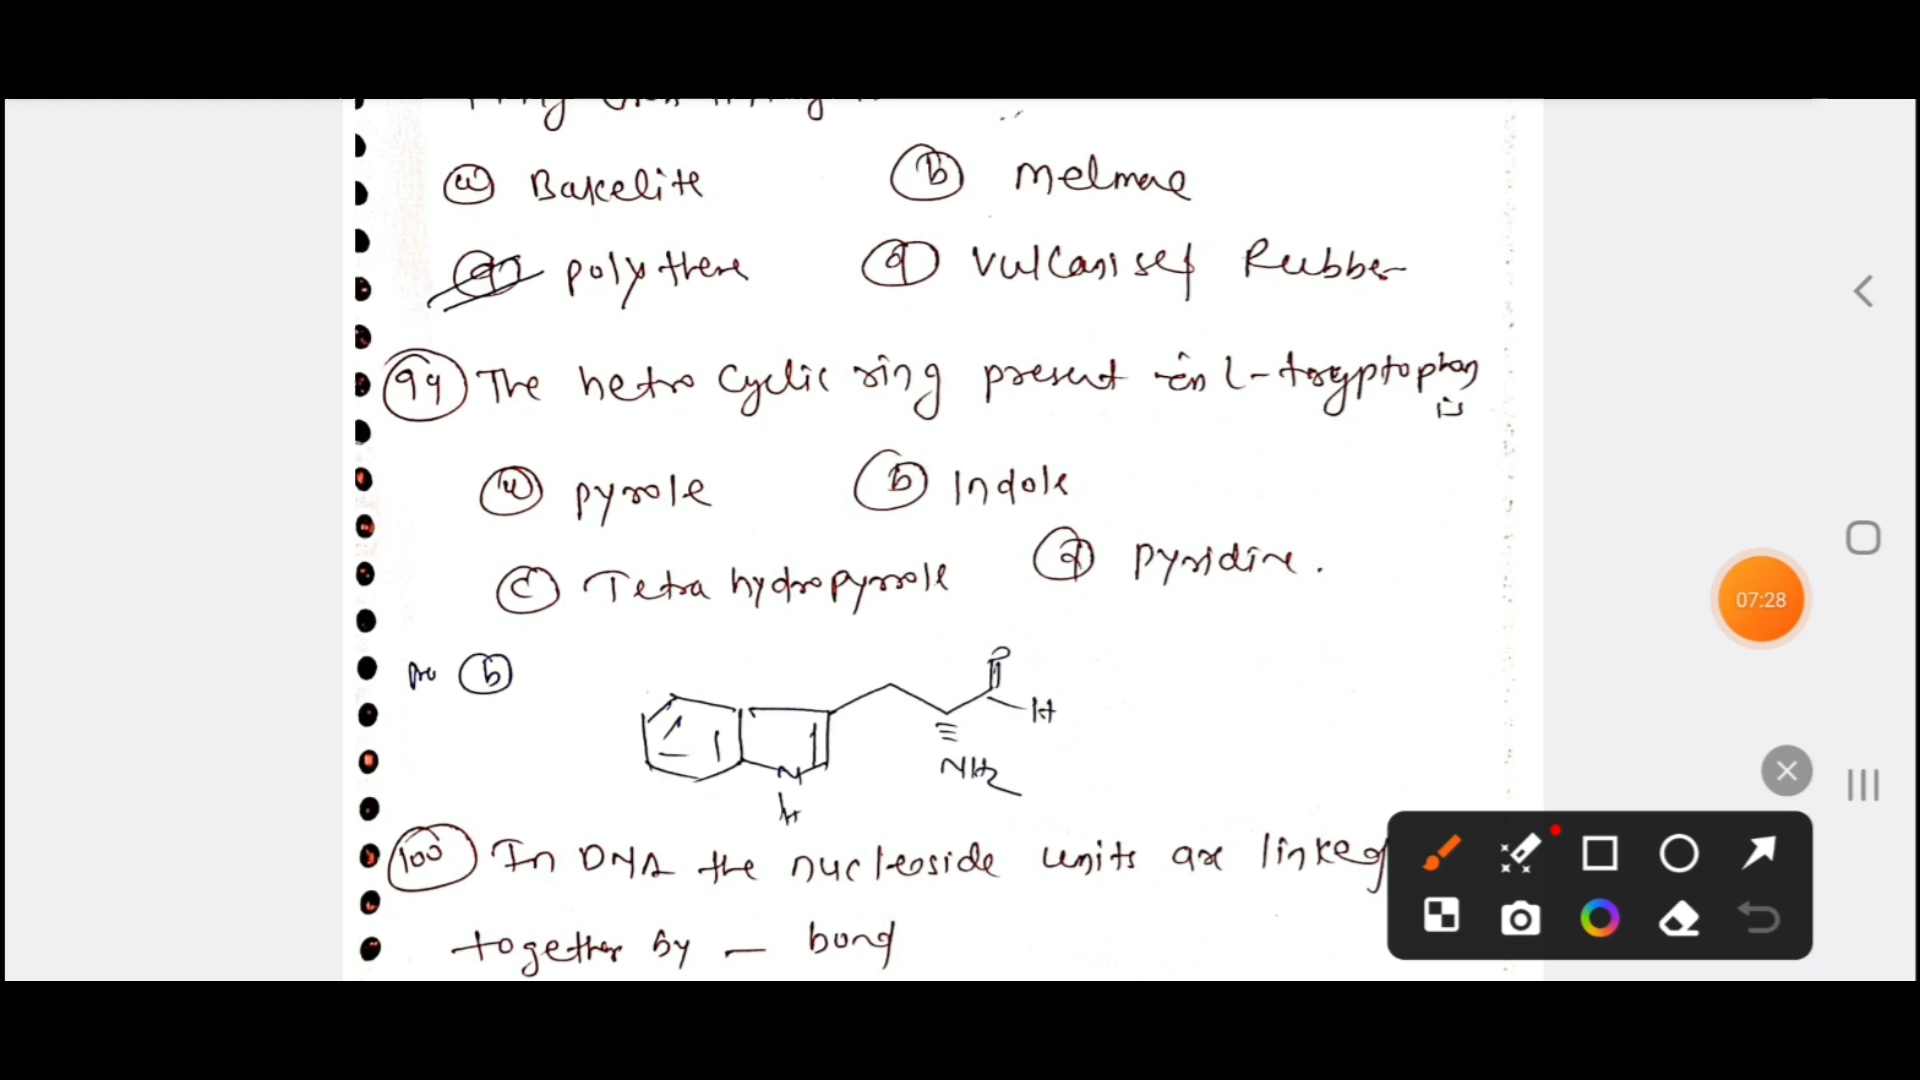 (a) Bakelite (b) Melmae
(c) polythene (d) Vulcanised Rubber
(99) The hetro cyclic ring present in L-tryptophan
is
(a) pyrrole (b) Indole
(c) Tetra hydropyrrole (d) pyridine.
Ans (b)
O
H
NH2
N
H
(100) In DNA the nucleoside units are linked
together by — bond
07:28